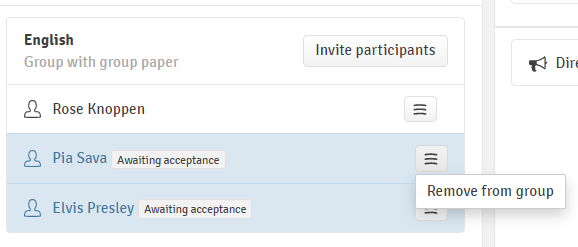 English
Group with group paper
Invite participants
Rose Knoppen
Pia Sava Awaiting acceptance
Elvis Presley Awaiting acceptance
Remove from group
Dire